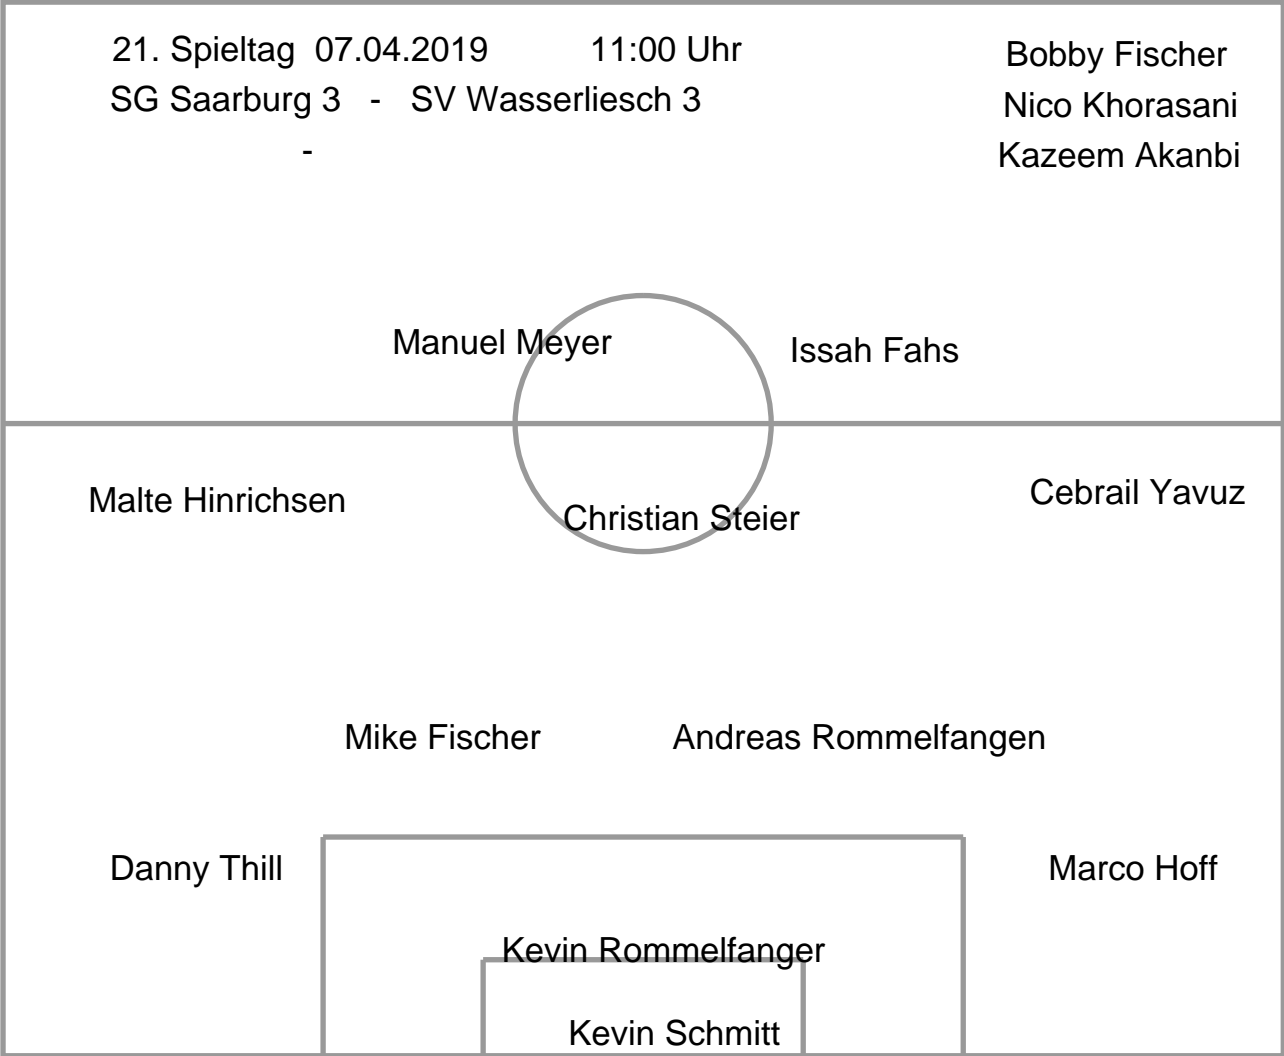 21. Spieltag 07.04.2019 11:00 Uhr
SG Saarburg 3 - SV Wasserliesch 3
-
Bobby Fischer
Nico Khorasani
Kazeem Akanbi
Manuel Meyer
Issah Fahs
Malte Hinrichsen
Christian Steier
Cebrail Yavuz
Mike Fischer
Andreas Rommelfangen
Danny Thill
Marco Hoff
Kevin Rommelfanger
Kevin Schmitt